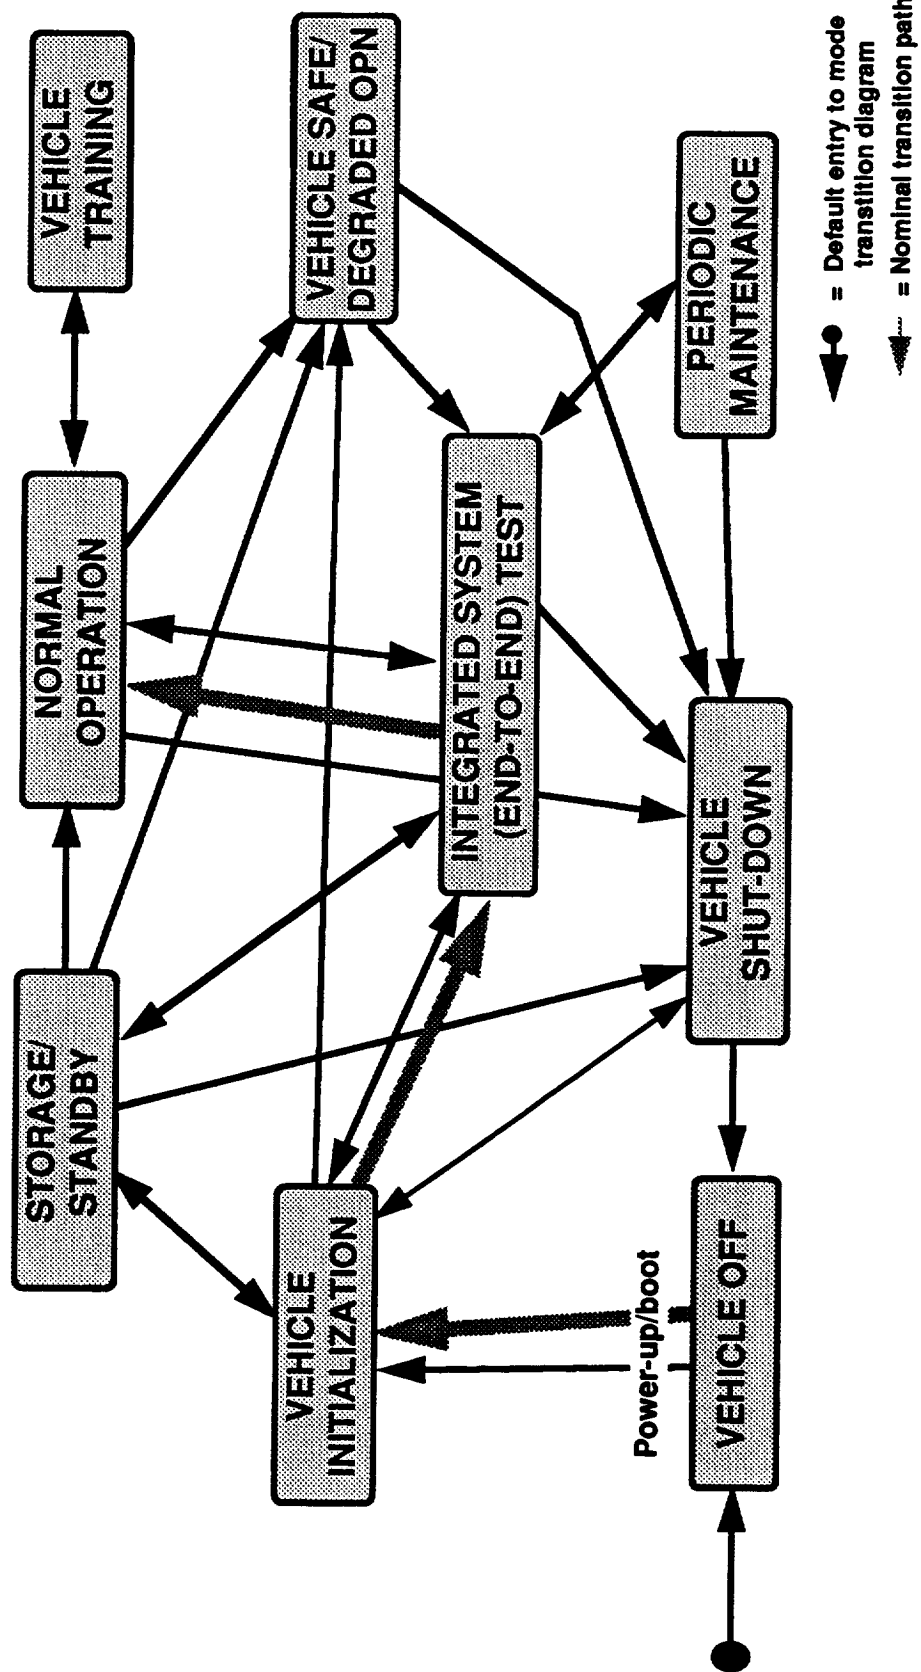 VEHICLE
TRAINING
VEHICLE SAFE/
DEGRADED OPN
NORMAL
OPERATION
STORAGE/
STANDBY
INTEGRATED SYSTEM
(END-TO-END) TEST
PERIODIC
MAINTENANCE
VEHICLE
INITIALIZATION
VEHICLE
SHUT-DOWN
Power-up/boot
VEHICLE OFF
= Default entry to mode
transtition diagram
= Nominal transition path